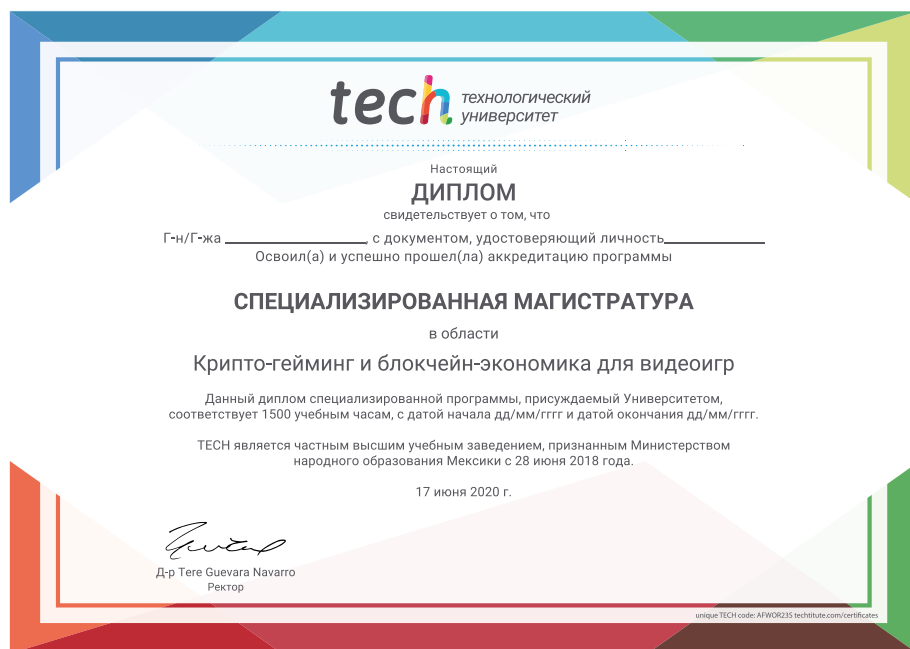 tech технологический
университет
Настоящий
ДИПЛОМ
свидетельствует о том, что
Г-н/Г-жа , с документом, удостоверяющий личность
Освоил(а) и успешно прошел(ла) аккредитацию программы
СПЕЦИАЛИЗИРОВАННАЯ МАГИСТРАТУРА
в области
Крипто-гейминг и блокчейн-экономика для видеоигр
Данный диплом специализированной программы, присуждаемый Университетом,
соответствует 1500 учебным часам, с датой начала дд/мм/гггг и датой окончания дд/мм/гггг.
TECH является частным высшим учебным заведением, признанным Министерством
народного образования Мексики с 28 июня 2018 года.
17 июня 2020 г.
Д-р Tere Guevara Navarro
Ректор
unique TECH code: AFWOR23S techtitute.com/certificates